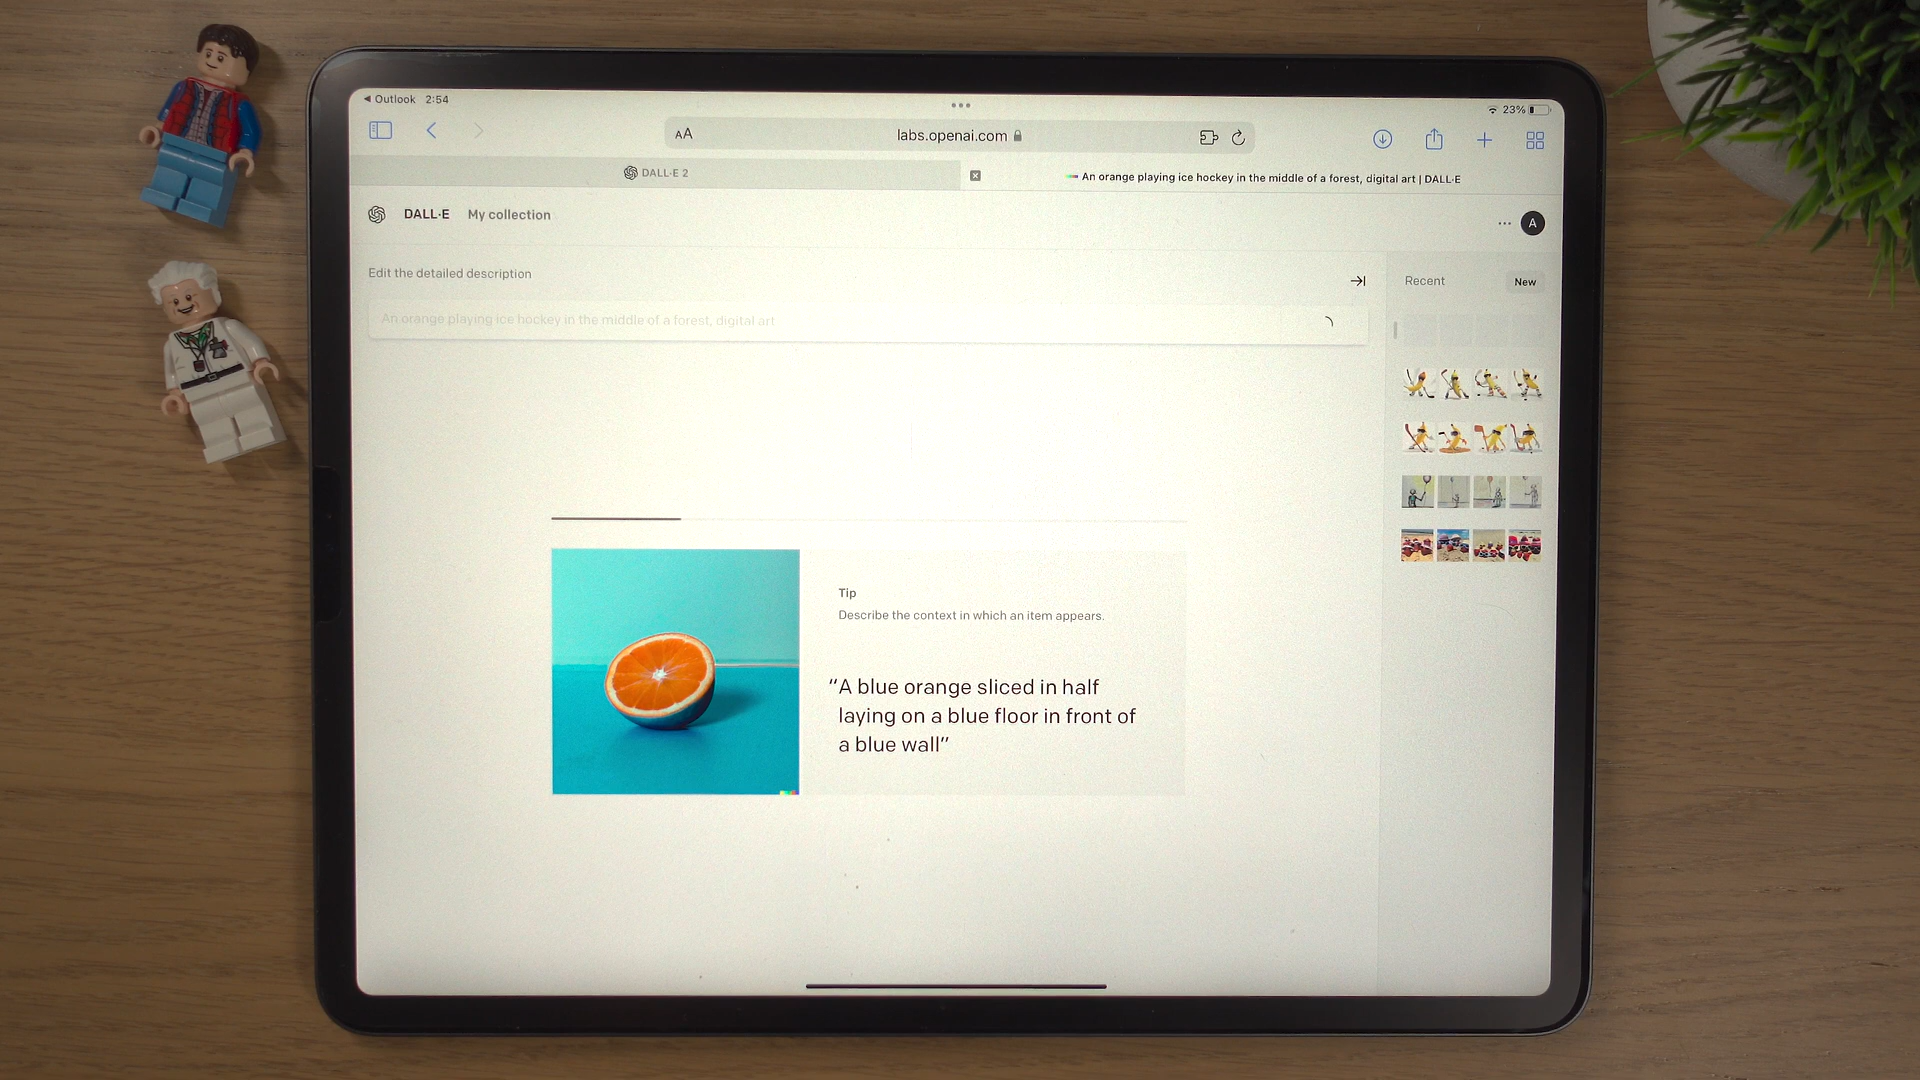 Outlook 2:54
23%
AA
labs.openai.com
DALL·E 2
An orange playing ice hockey in the middle of a forest, digital art | DALL·E
DALL·E My collection
A
Edit the detailed description
Recent
New
An orange playing ice hockey in the middle of a forest, digital art
Tip
Describe the context in which an item appears.
“A blue orange sliced in half
laying on a blue floor in front of
a blue wall”